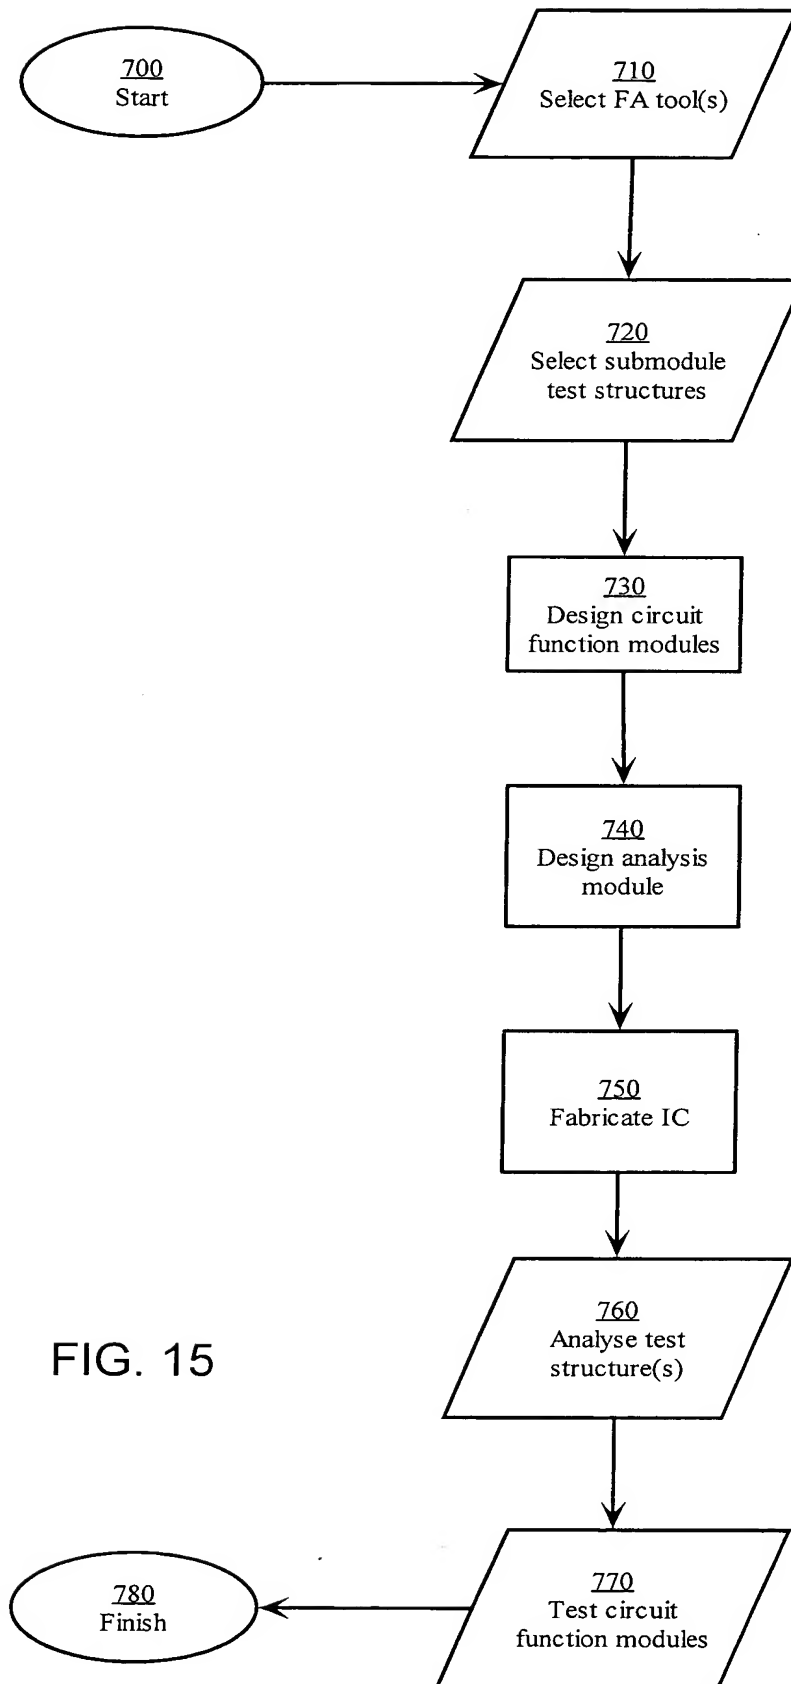 700
Start
710
Select FA tool(s)
720
Select submodule
test structures
730
Design circuit
function modules
740
Design analysis
module
750
Fabricate IC
760
Analyse test
structure(s)
FIG. 15
770
Test circuit
function modules
780
Finish